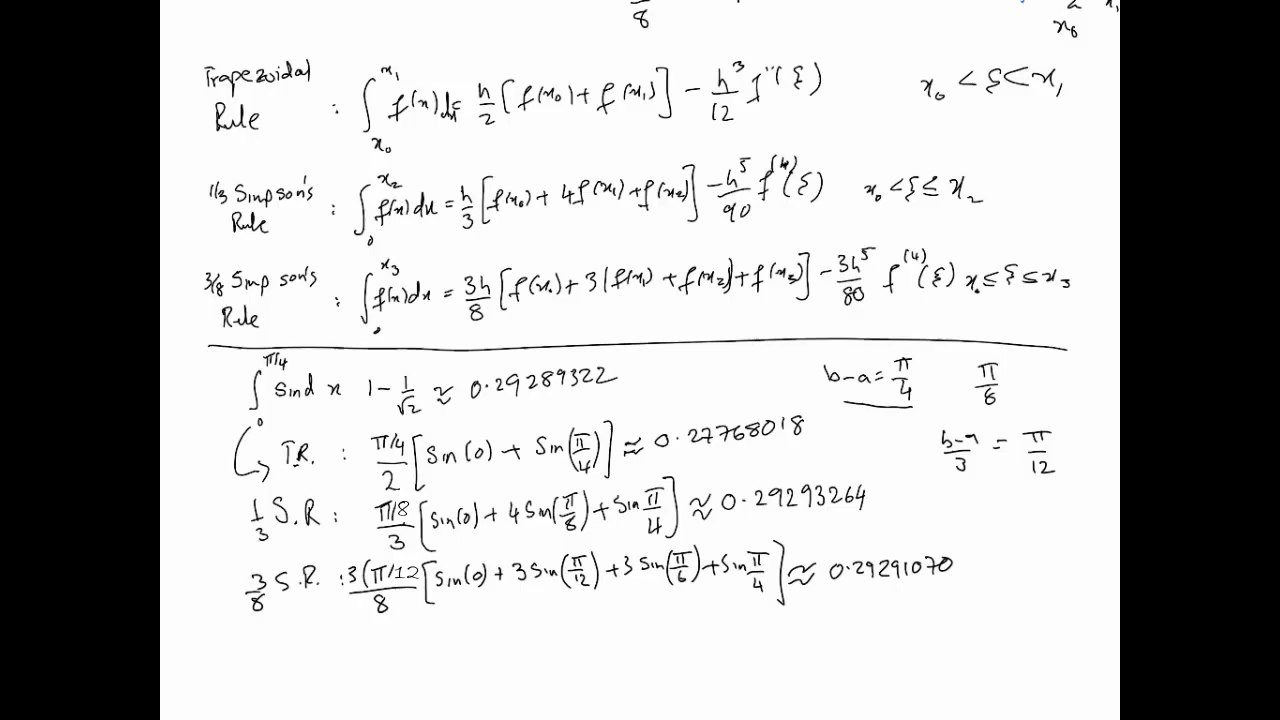 8 x₀ x₁
Trapezoidal Rule : ∫_{x₀}^{x₁} f(x)dx = h/2 [f(x₀) + f(x₁)] − h³/12 f''(ξ) x₀ < ξ < x₁
1/3 Simpson's Rule : ∫₀^{x₂} f(x)dx = h/3 [f(x₀) + 4f(x₁) + f(x₂)] − h⁵/90 f⁽⁴⁾(ξ) x₀ < ξ ≤ x₂
3/8 Simpson's Rule : ∫₀^{x₃} f(x)dx = 3h/8 [f(x₀) + 3(f(x₁) + f(x₂)) + f(x₃)] − 3h⁵/80 f⁽⁴⁾(ξ) x₀ ≤ ξ ≤ x₃
∫₀^{π/4} Sin d x 1 − 1/√2 ≈ 0.29289322 b−a = π/4 π/8
T.R. : (π/4)/2 [Sin(0) + Sin(π/4)] ≈ 0.27768018 (b−a)/3 = π/12
1/3 S.R : (π/8)/3 [Sin(0) + 4 Sin(π/8) + Sin π/4] ≈ 0.29293264
3/8 S.R. : 3(π/12/8 [Sin(0) + 3 Sin(π/12) + 3 Sin(π/6) + Sin π/4] ≈ 0.29291070